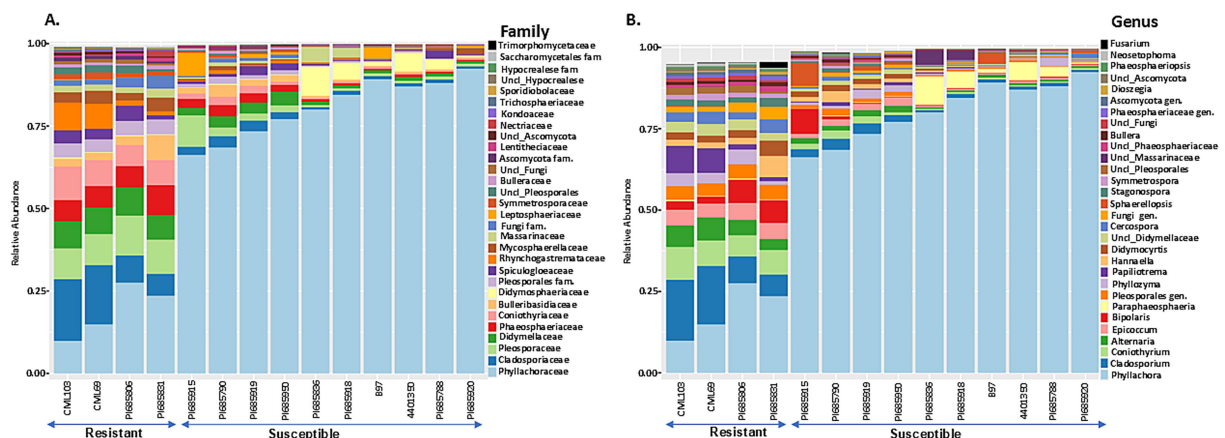 A.
Family
1.00
0.75
0.50
0.25
0.00
Relative Abundance
Trimorphomycetaceae
Saccharomycetales fam
Hypocrealese fam
Und_Hypocrealese
Sporidiobolaceae
Trichosphaeriaceae
Kondoaceae
Nectriaceae
Uncl_Ascomycota
Lentitheciaceae
Ascomycota fam.
Uncl_Fungi
Bulleraceae
Uncl_Pleosporales
Symmetrosporaceae
Leptosphaeriaceae
Fungi fam.
Massarinaceae
Mycosphaerellaceae
Rhynchogastremataceae
Spiculogloeaceae
Pleosporales fam.
Didymosphaeriaceae
Bulleribasidiaceae
Coniothyriaceae
Phaeosphaeriaceae
Didymellaceae
Pleosporaceae
Cladosporiaceae
Phyllachoraceae
CML103
CML69
PI685806
PI685831
PI685915
PI685790
PI685919
PI68599D
PI685836
PI685918
B97
440135D
PI685788
PI685920
Resistant
Susceptible
B.
Genus
1.00
0.75
0.50
0.25
0.00
Relative Abundance
Fusarium
Neosetophoma
Phaeosphaeriopsis
Und_Ascomycota
Dioszegia
Ascomycota gen.
Phaeosphaeriaceae gen.
Uncl_Fungi
Bullera
Uncl_Phaeosphaeriaceae
Uncl_Massarinaceae
Uncl_Pleosporales
Symmetrospora
Stagonospora
Sphaerellopsis
Fungi gen.
Cercospora
Uncl_Didymellaceae
Didymocyrtis
Hannaella
Papiliotrema
Phyllozyma
Pleosporales gen.
Paraphaeosphaeria
Bipolaris
Epicoccum
Alternaria
Coniothyrium
Cladosporium
Phyllachora
CML103
CML69
PI685806
PI685831
PI685915
PI685790
PI685919
PI68599D
PI685836
PI685918
B97
440135D
PI685788
PI685920
Resistant
Susceptible